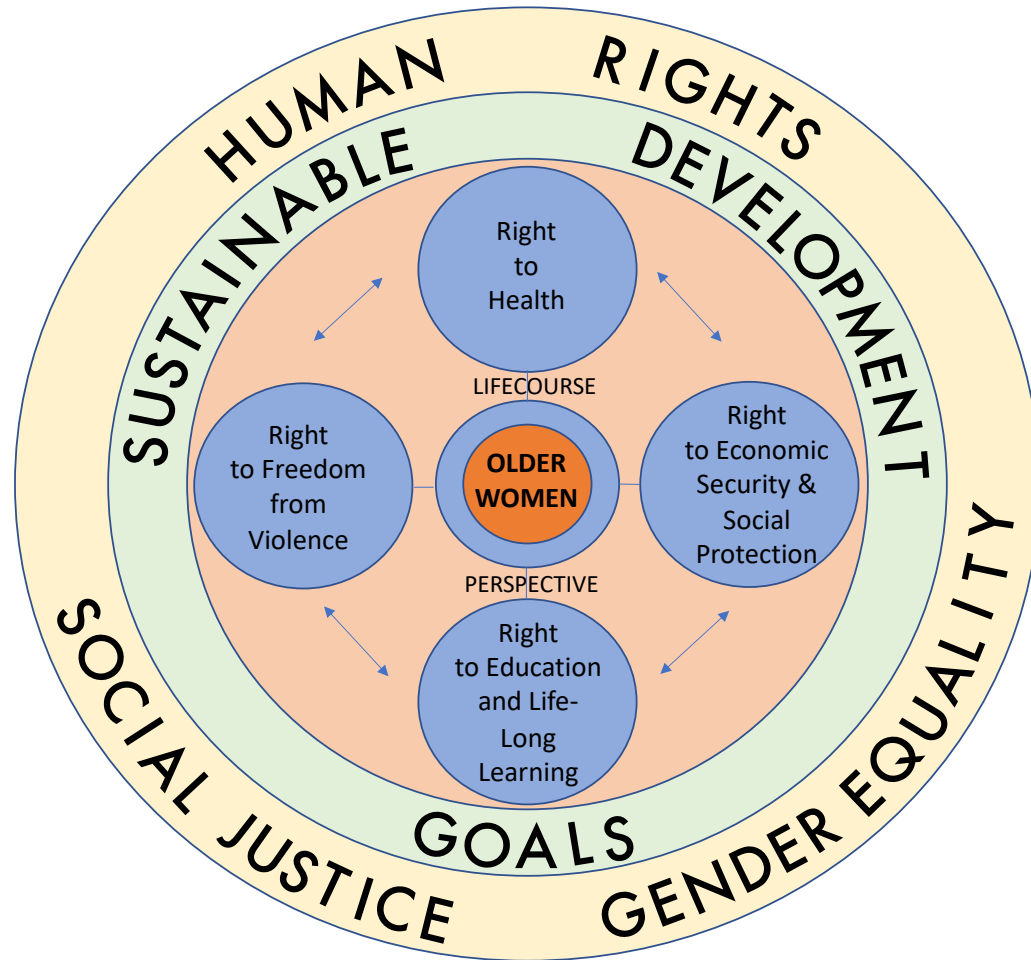 HUMAN RIGHTS
SUSTAINABLE DEVELOPMENT
Right
to
Health
LIFECOURSE
Right
to Freedom
from
Violence
OLDER
WOMEN
Right
to Economic
Security &
Social
Protection
PERSPECTIVE
Right
to Education
and Life-
Long
Learning
GOALS
SOCIAL JUSTICE
GENDER EQUALITY